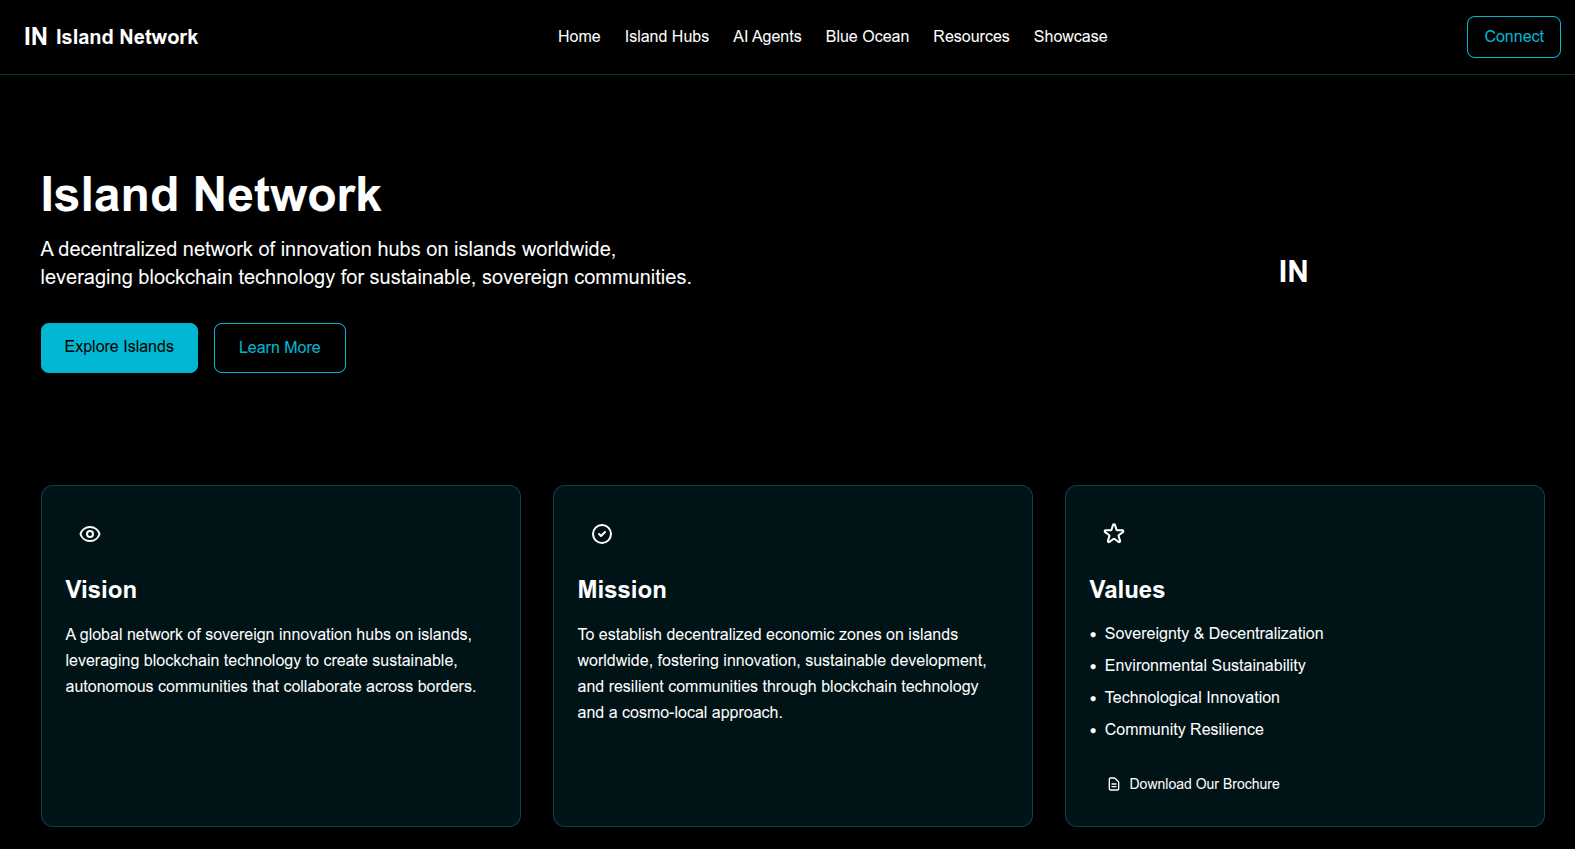 IN Island Network
Home Island Hubs AI Agents Blue Ocean Resources Showcase
Connect
Island Network
A decentralized network of innovation hubs on islands worldwide,
leveraging blockchain technology for sustainable, sovereign communities.
Explore Islands
Learn More
IN
Vision
A global network of sovereign innovation hubs on islands,
leveraging blockchain technology to create sustainable,
autonomous communities that collaborate across borders.
Mission
To establish decentralized economic zones on islands
worldwide, fostering innovation, sustainable development,
and resilient communities through blockchain technology
and a cosmo-local approach.
Values
• Sovereignty & Decentralization
• Environmental Sustainability
• Technological Innovation
• Community Resilience
Download Our Brochure